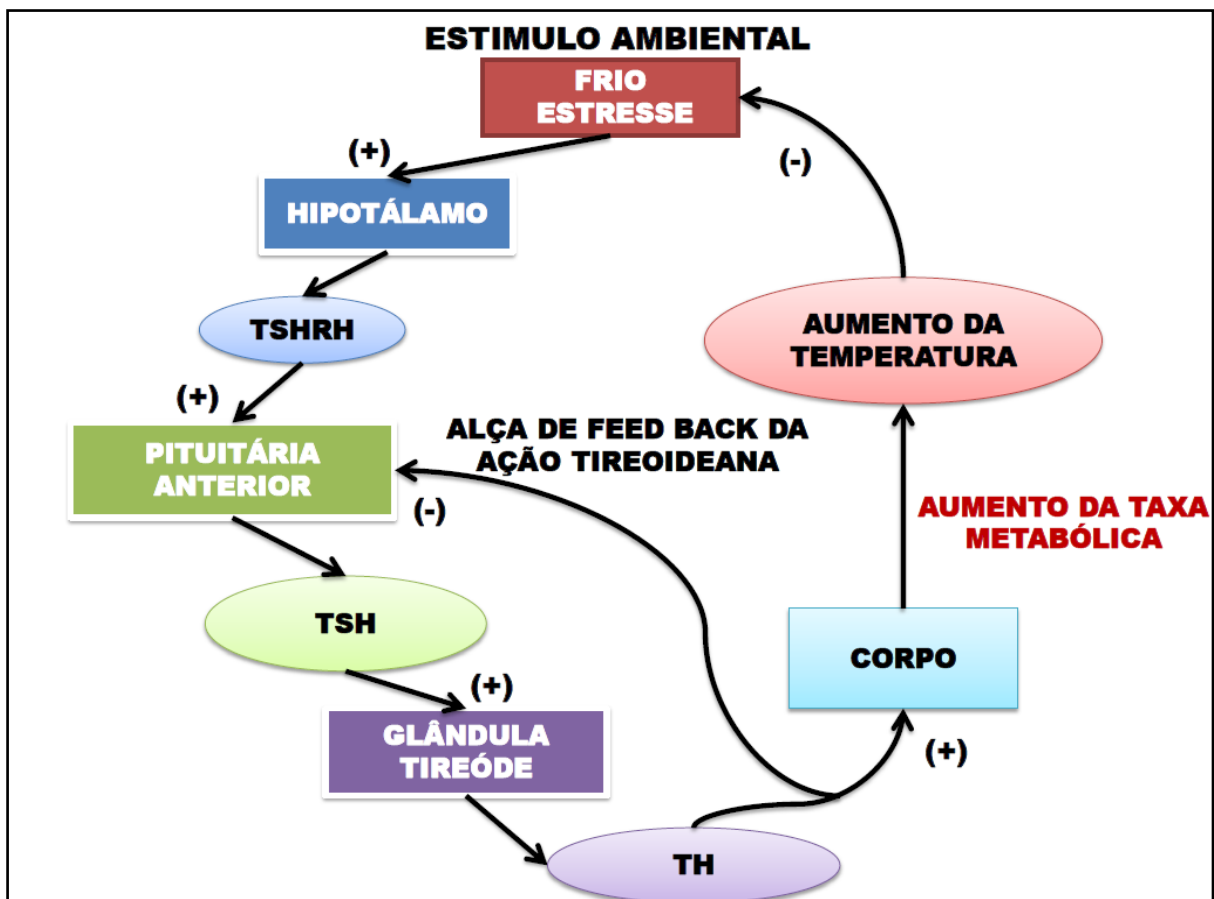 ESTIMULO AMBIENTAL
FRIO
ESTRESSE
(+)
(-)
HIPOTÁLAMO
TSHRH
AUMENTO DA
TEMPERATURA
(+)
ALÇA DE FEED BACK DA
AÇÃO TIREOIDEANA
PITUITÁRIA
ANTERIOR
(-)
AUMENTO DA TAXA
METABÓLICA
TSH
CORPO
(+)
GLÂNDULA
TIREÓDE
(+)
TH